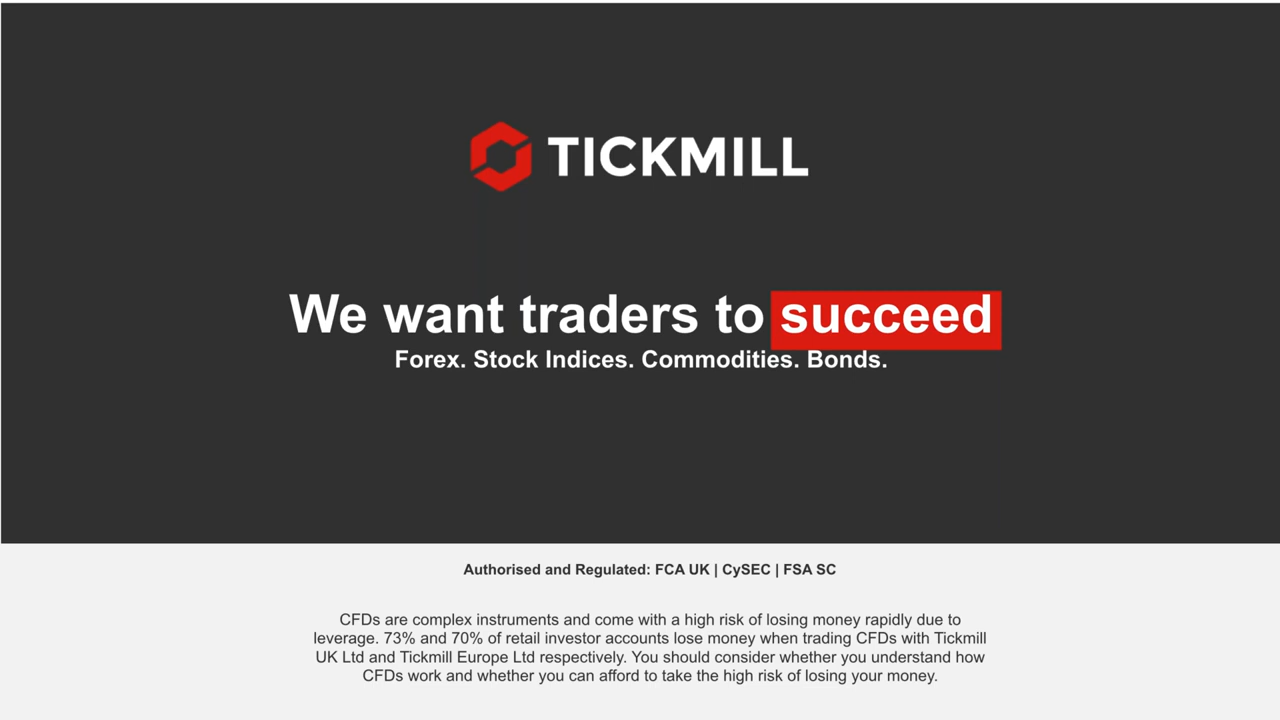 TICKMILL
We want traders to succeed
Forex. Stock Indices. Commodities. Bonds.
Authorised and Regulated: FCA UK | CySEC | FSA SC
CFDs are complex instruments and come with a high risk of losing money rapidly due to
leverage. 73% and 70% of retail investor accounts lose money when trading CFDs with Tickmill
UK Ltd and Tickmill Europe Ltd respectively. You should consider whether you understand how
CFDs work and whether you can afford to take the high risk of losing your money.